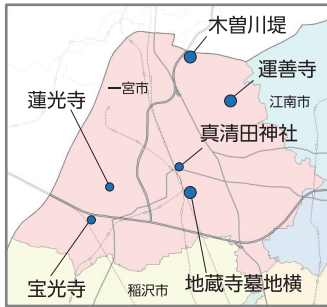 木曽川堤
運善寺
一宮市
江南市
蓮光寺
真清田神社
宝光寺
稲沢市
地蔵寺墓地横